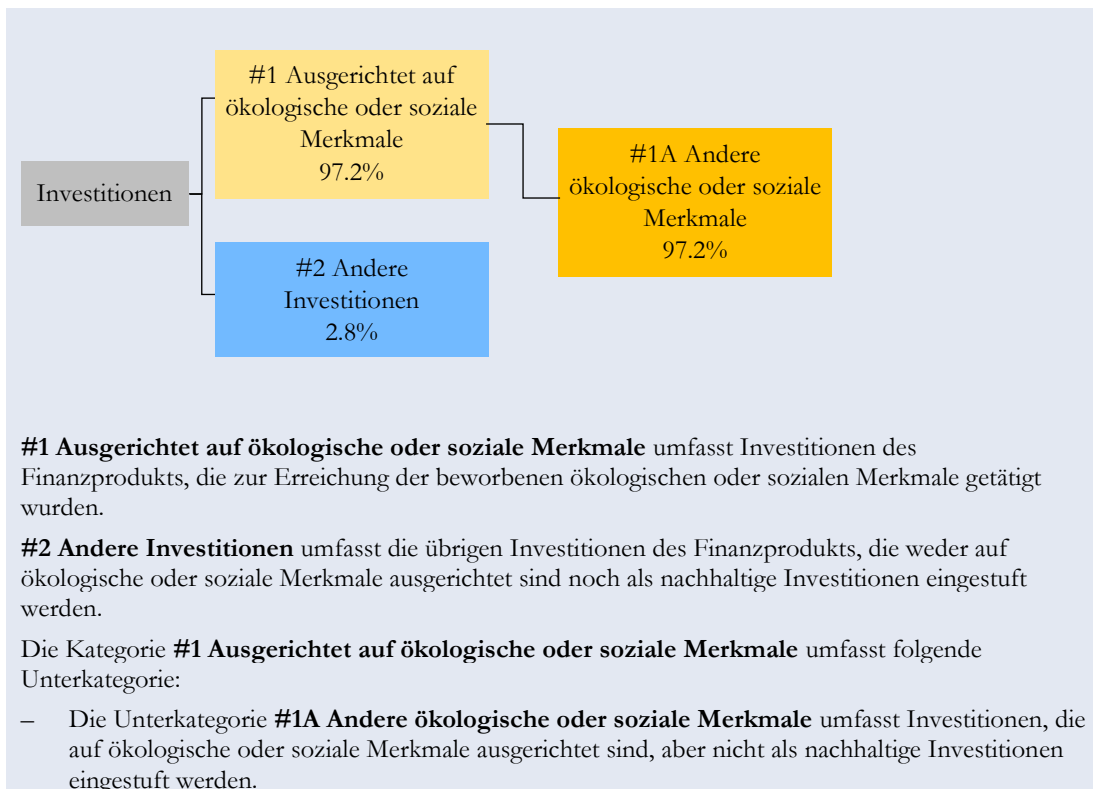 #1 Ausgerichtet auf
ökologische oder soziale
Merkmale
97.2%
Investitionen
#1A Andere
ökologische oder soziale
Merkmale
97.2%
#2 Andere
Investitionen
2.8%
#1 Ausgerichtet auf ökologische oder soziale Merkmale umfasst Investitionen des
Finanzprodukts, die zur Erreichung der beworbenen ökologischen oder sozialen Merkmale getätigt
wurden.
#2 Andere Investitionen umfasst die übrigen Investitionen des Finanzprodukts, die weder auf
ökologische oder soziale Merkmale ausgerichtet sind noch als nachhaltige Investitionen eingestuft
werden.
Die Kategorie #1 Ausgerichtet auf ökologische oder soziale Merkmale umfasst folgende
Unterkategorie:
– Die Unterkategorie #1A Andere ökologische oder soziale Merkmale umfasst Investitionen, die
auf ökologische oder soziale Merkmale ausgerichtet sind, aber nicht als nachhaltige Investitionen
eingestuft werden.